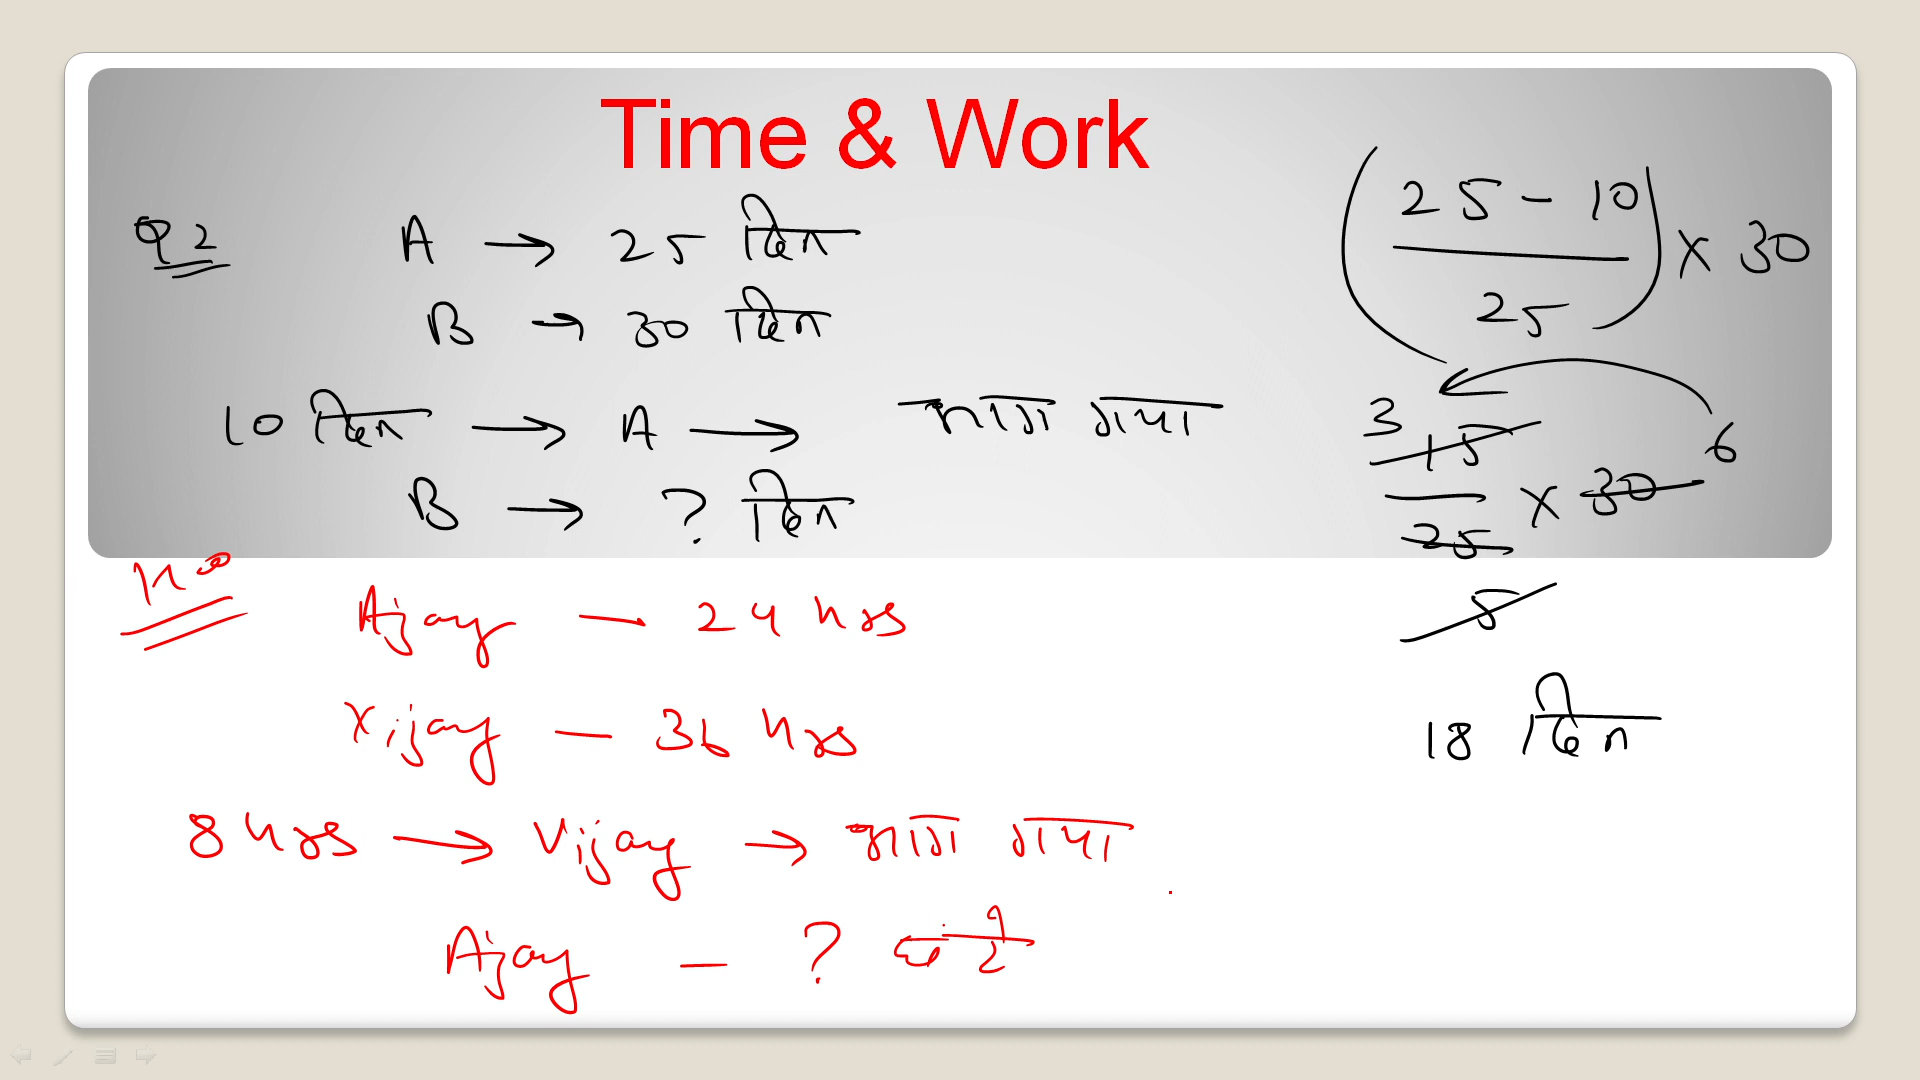 Time & Work
Q2
A → 25 दिन
B → 30 दिन
10 दिन → A → भाग गया
B → ? दिन
(25-10/25) × 30
3 15 6
25 × 30
5
18 दिन
H.w
Ajay - 24 hrs
Vijay - 36 hrs
8 hrs → Vijay → भाग गया
Ajay - ? घंटे